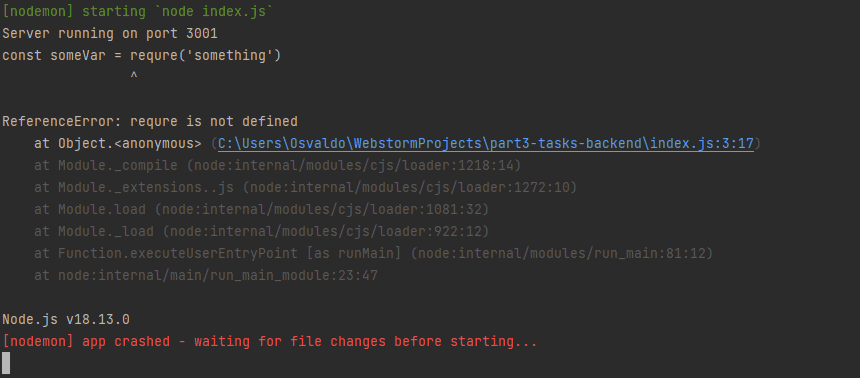 [nodemon] starting `node index.js`
Server running on port 3001
const someVar = requre('something')
^
ReferenceError: requre is not defined
at Object.<anonymous> (C:\Users\Osvaldo\WebstormProjects\part3-tasks-backend\index.js:3:17)
at Module._compile (node:internal/modules/cjs/loader:1218:14)
at Module._extensions..js (node:internal/modules/cjs/loader:1272:10)
at Module.load (node:internal/modules/cjs/loader:1081:32)
at Module._load (node:internal/modules/cjs/loader:922:12)
at Function.executeUserEntryPoint [as runMain] (node:internal/modules/run_main:81:12)
at node:internal/main/run_main_module:23:47
Node.js v18.13.0
[nodemon] app crashed - waiting for file changes before starting...